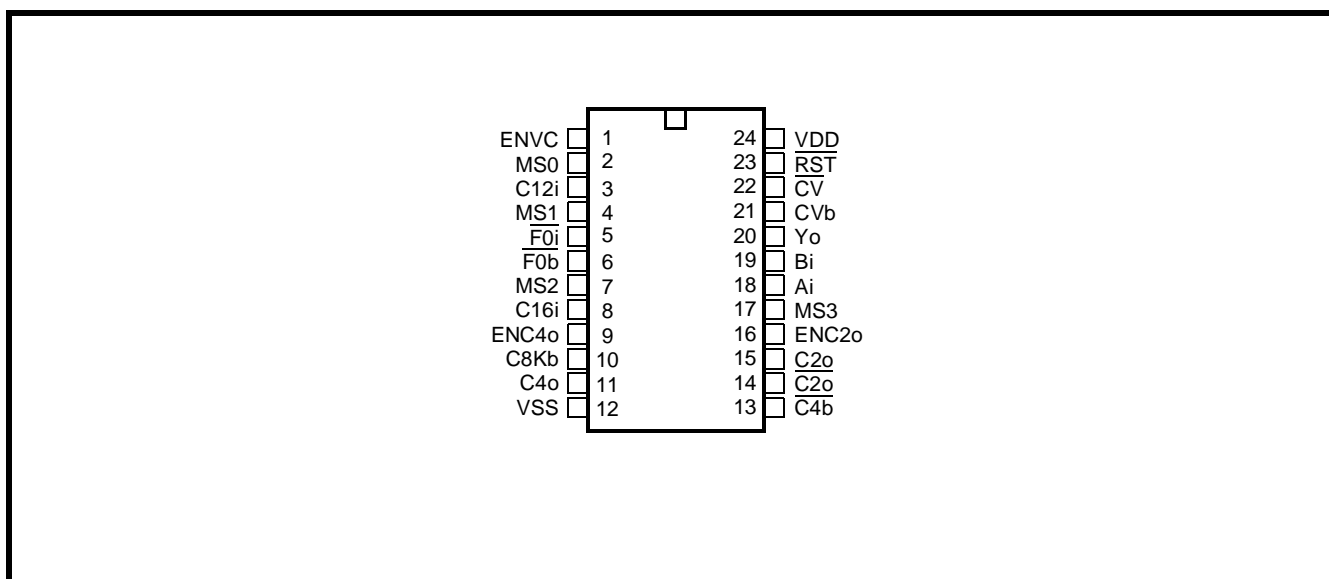 ENVC 1 24 VDD
MS0 2 23 RST
C12i 3 22 CV
MS1 4 21 CVb
F0i 5 20 Yo
F0b 6 19 Bi
MS2 7 18 Ai
C16i 8 17 MS3
ENC4o 9 16 ENC2o
C8Kb 10 15 C2o
C4o 11 14 C2o
VSS 12 13 C4b